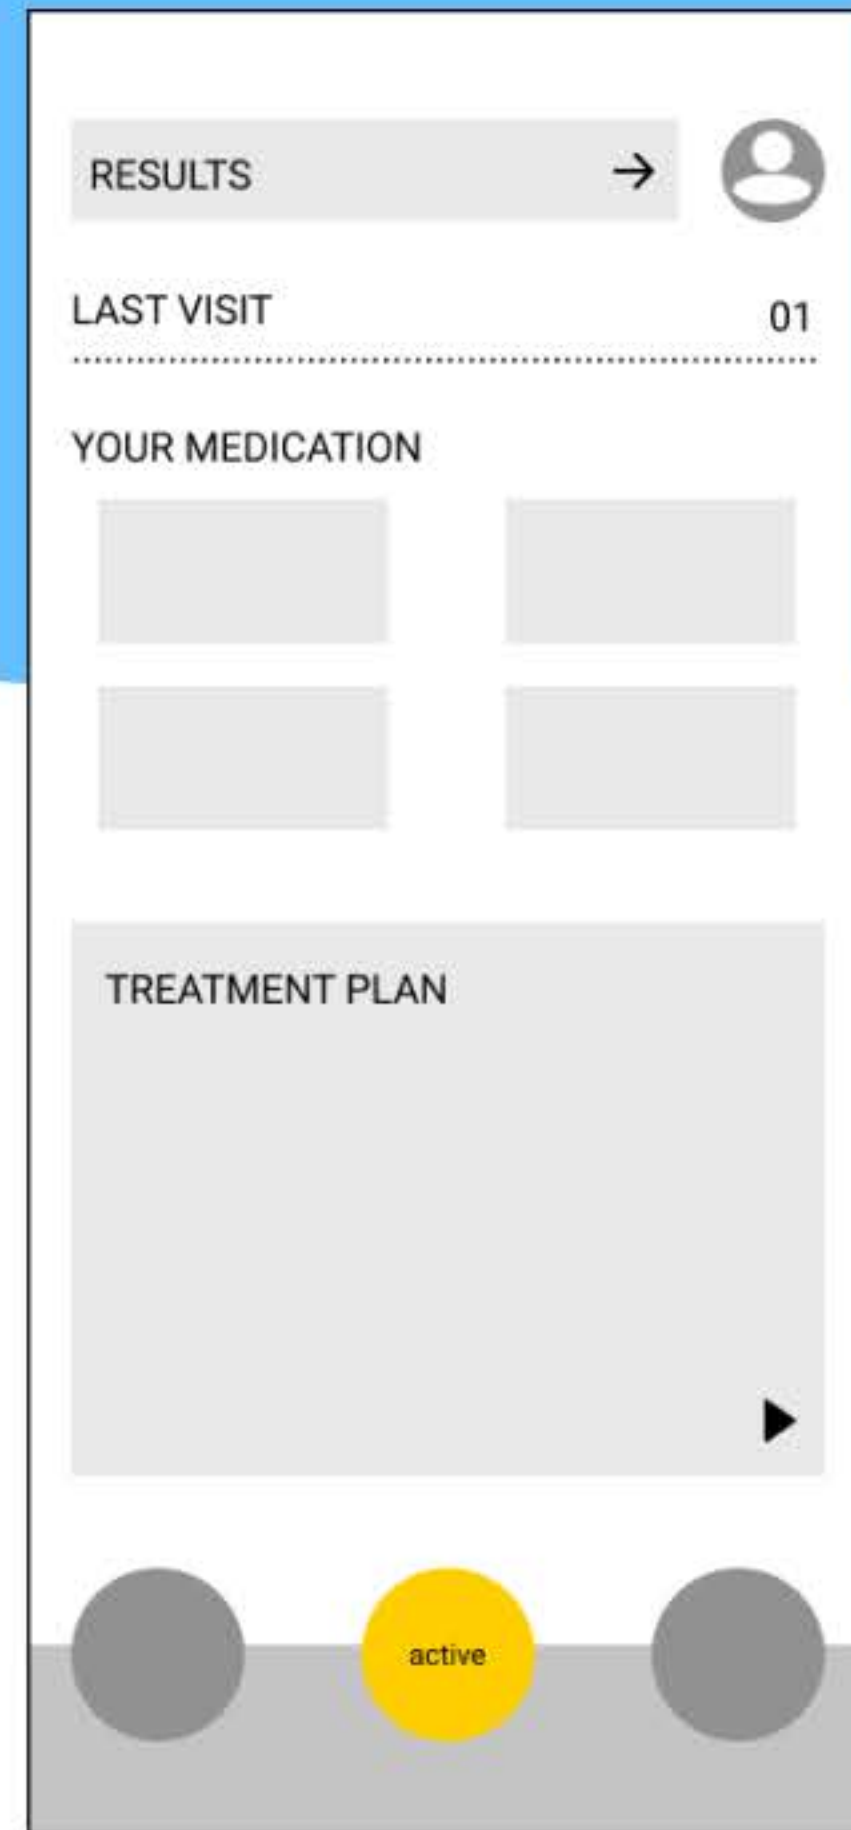 RESULTS
LAST VISIT 01
YOUR MEDICATION
TREATMENT PLAN
active